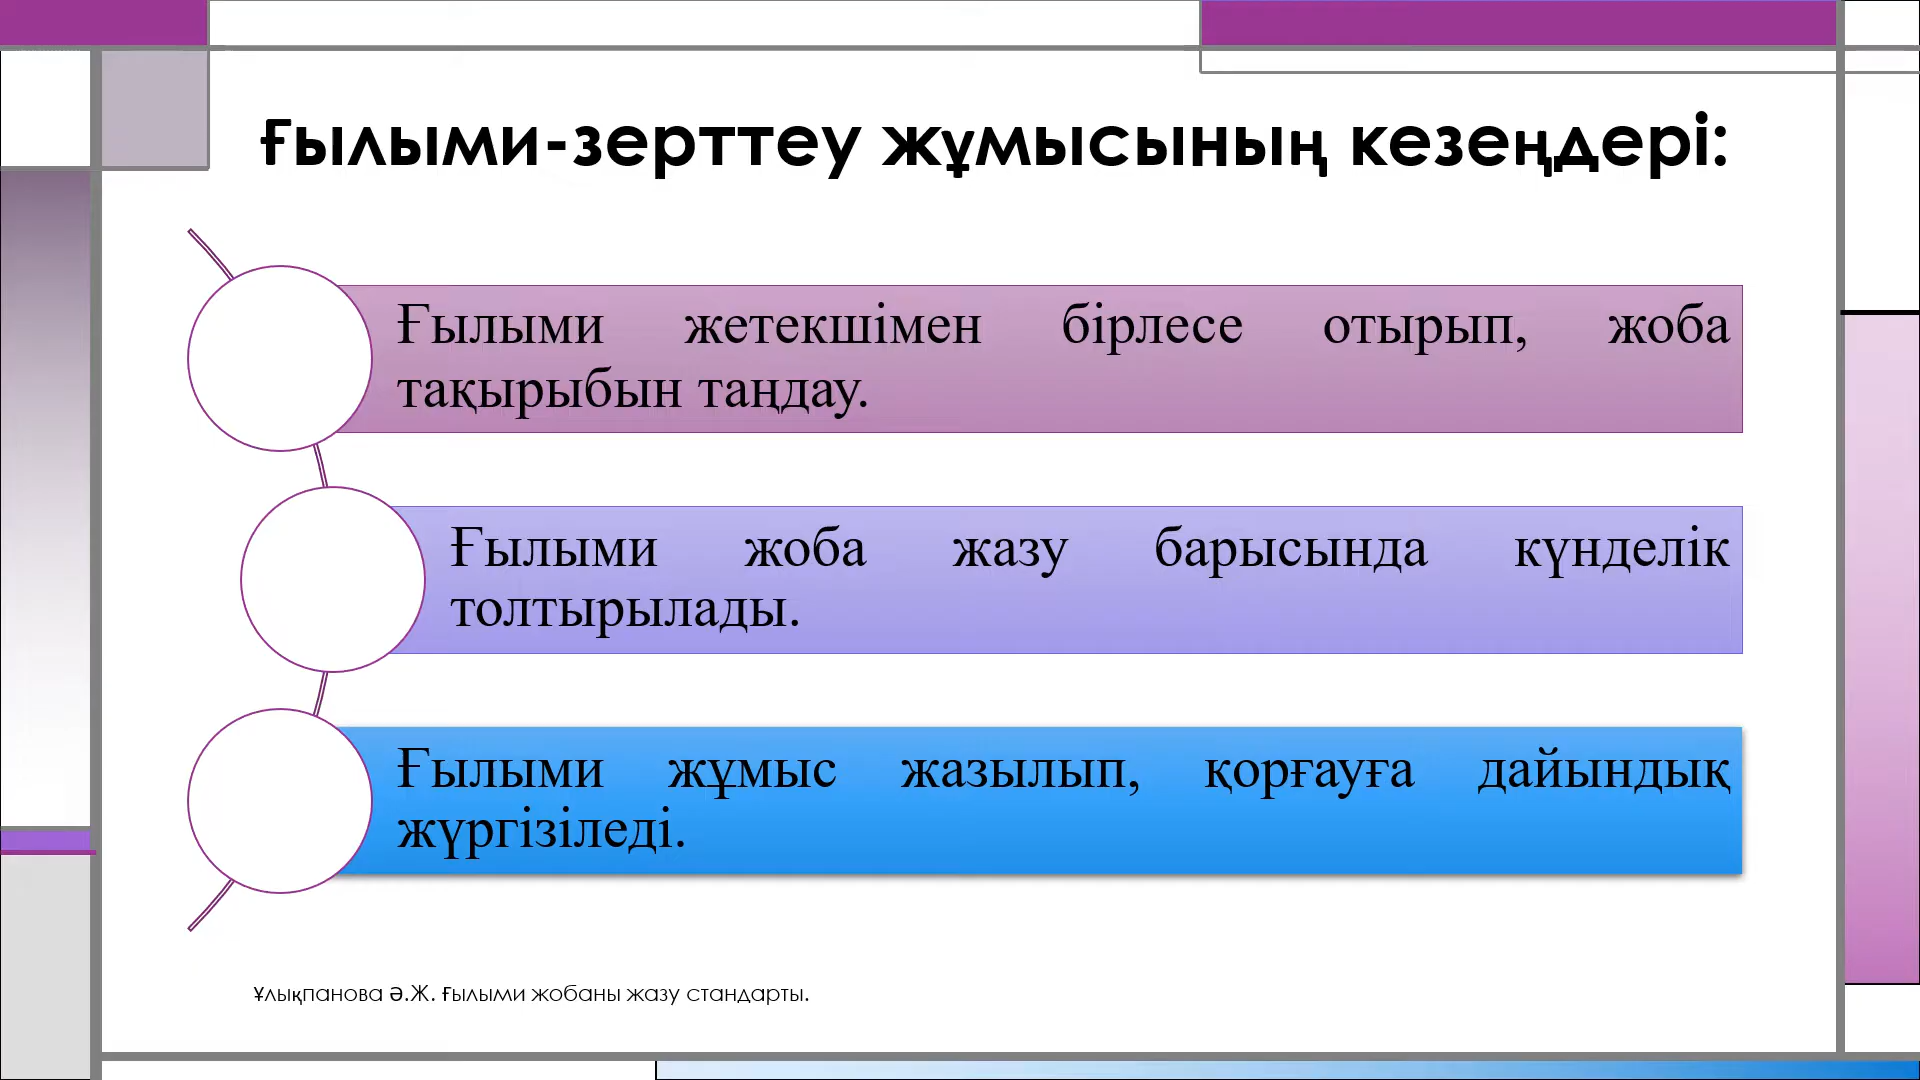 Ғылыми-зерттеу жұмысының кезеңдері:
Ғылыми жетекшімен бірлесе отырып, жоба
тақырыбын таңдау.
Ғылыми жоба жазу барысында күнделік
толтырылады.
Ғылыми жұмыс жазылып, қорғауға дайындық
жүргізіледі.
Ұлықпанова Ә.Ж. Ғылыми жобаны жазу стандарты.